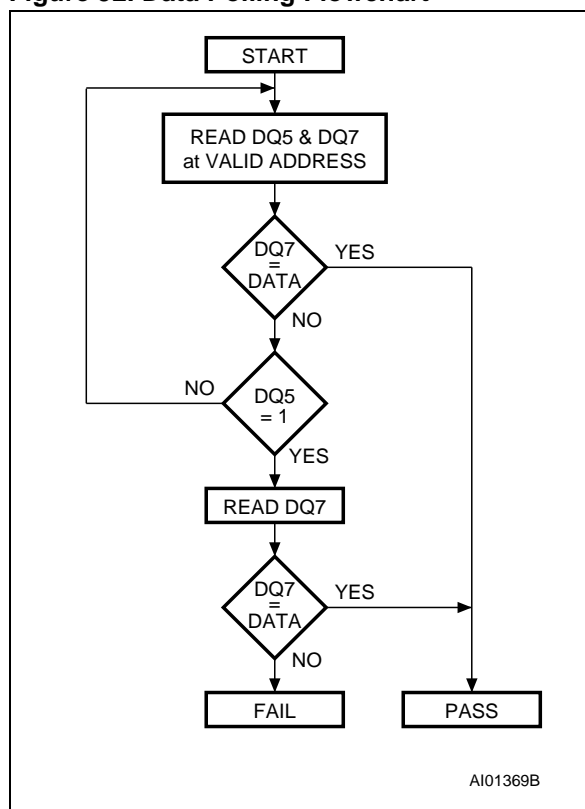 Figure Data Polling Flowchart
START
READ DQ5 & DQ7
at VALID ADDRESS
DQ7
=
DATA
YES
NO
DQ5
= 1
NO
YES
READ DQ7
DQ7
=
DATA
YES
NO
FAIL
PASS
AI01369B